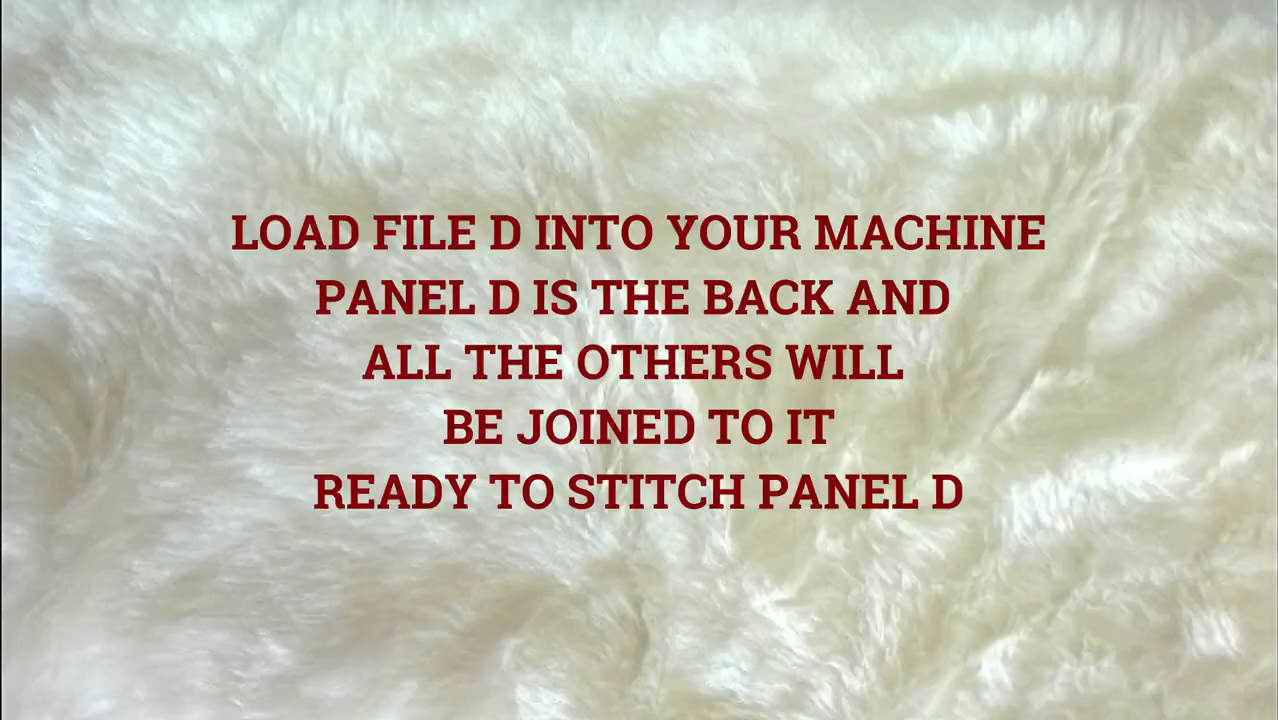 LOAD FILE D INTO YOUR MACHINE
PANEL D IS THE BACK AND
ALL THE OTHERS WILL
BE JOINED TO IT
READY TO STITCH PANEL D